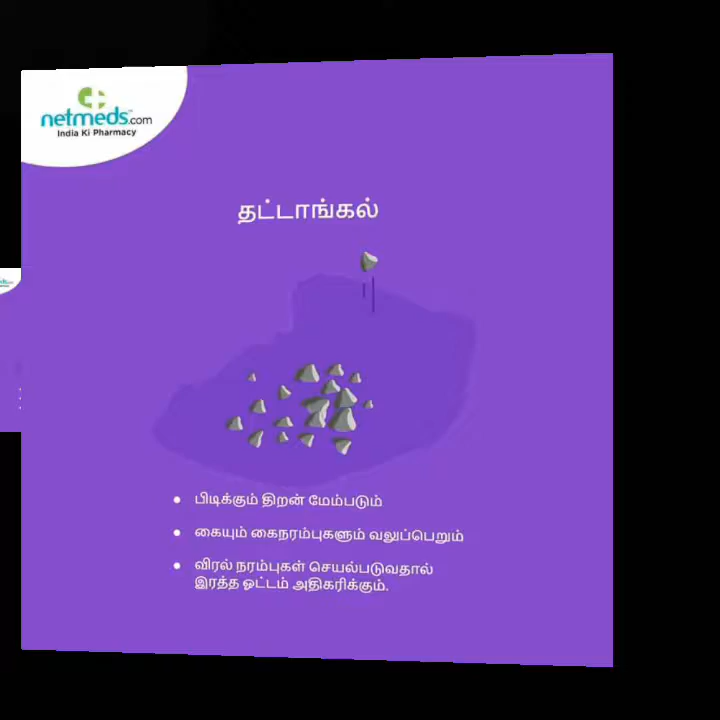 netmeds.com
India Ki Pharmacy
தட்டாங்கல்
பிடிக்கும் திறன் மேம்படும்
கையும் கைநரம்புகளும் வலுப்பெறும்
விரல் நரம்புகள் செயல்படுவதால்
இரத்த ஓட்டம் அதிகரிக்கும்.